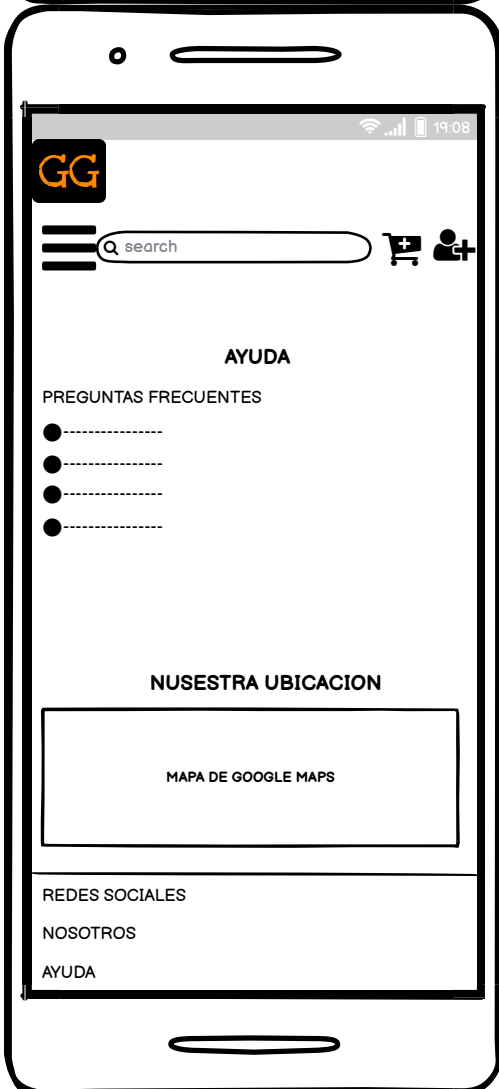 19:08
GG
search
AYUDA
PREGUNTAS FRECUENTES
----------------
----------------
----------------
----------------
NUSESTRA UBICACION
MAPA DE GOOGLE MAPS
REDES SOCIALES
NOSOTROS
AYUDA